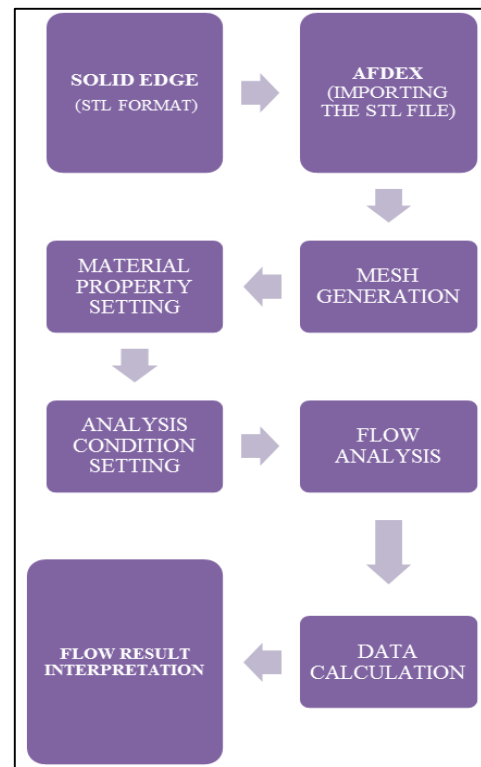 SOLID EDGE
(STL FORMAT)
AFDEX
(IMPORTING
THE STL FILE)
MESH
GENERATION
MATERIAL
PROPERTY
SETTING
ANALYSIS
CONDITION
SETTING
FLOW
ANALYSIS
DATA
CALCULATION
FLOW RESULT
INTERPRETATION